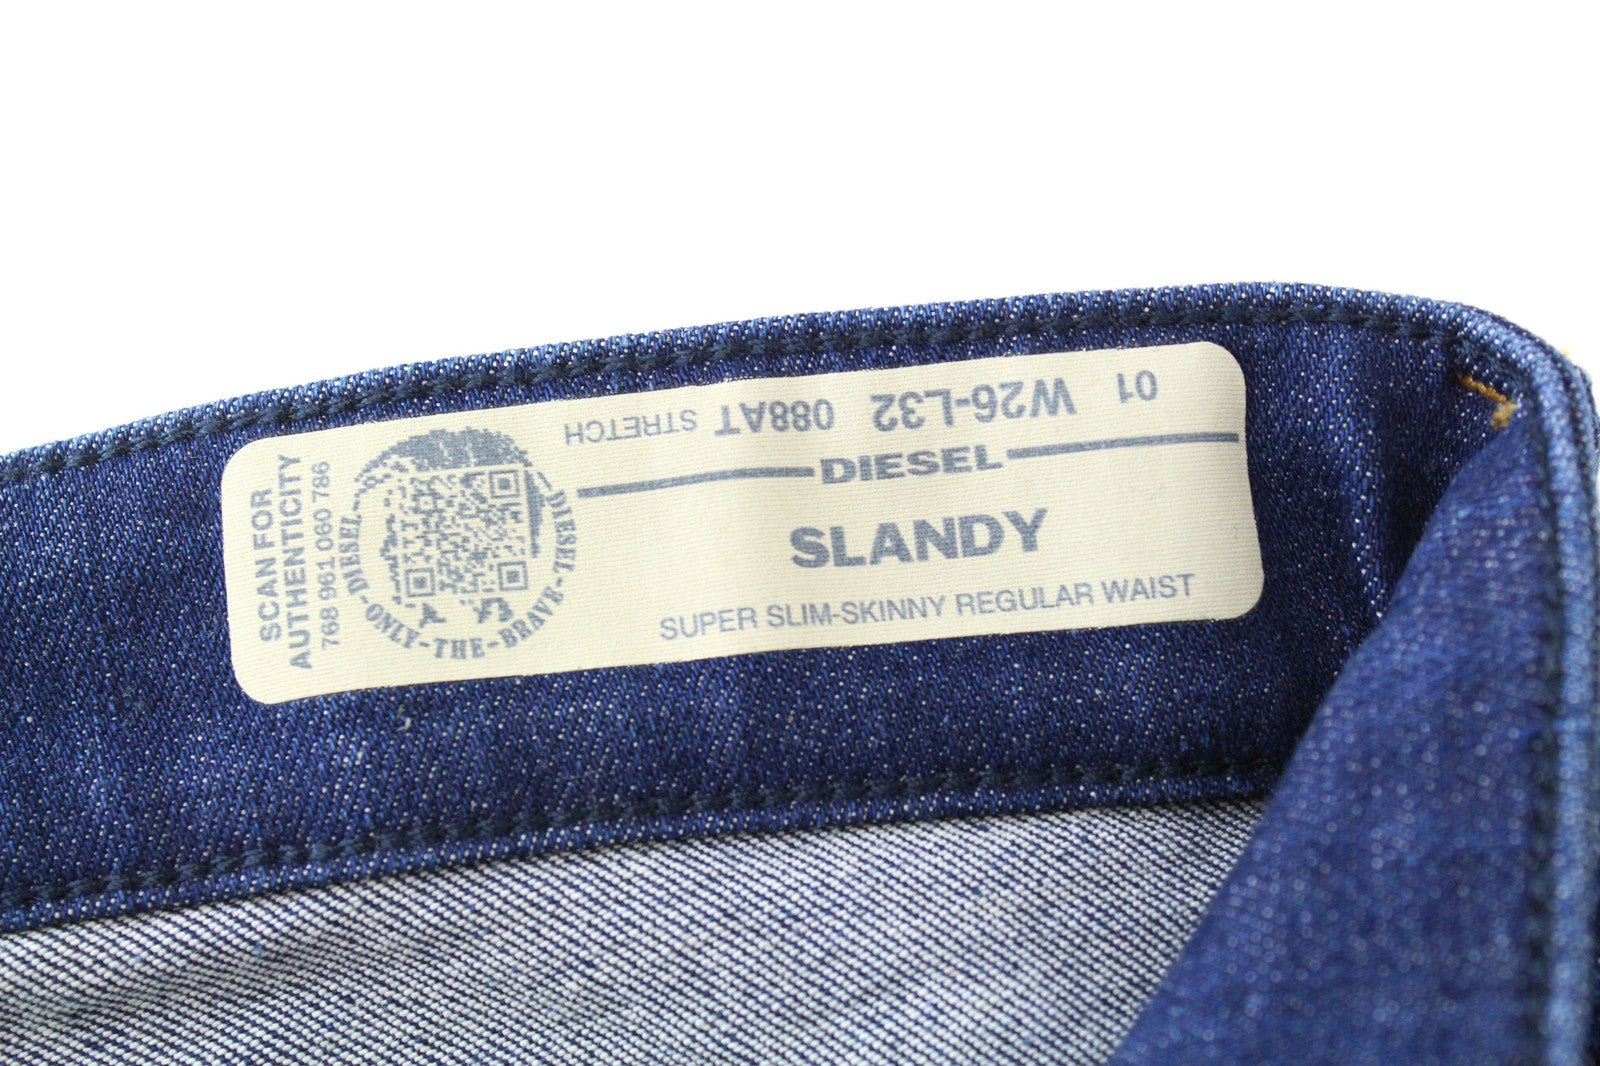 01 W26-L32 088AT STRETCH
DIESEL
SLANDY
SUPER SLIM-SKINNY REGULAR WAIST
SCAN FOR
AUTHENTICITY
768 961 060 786
DIESEL-ONLY-THE-BRAVE-DIESEL